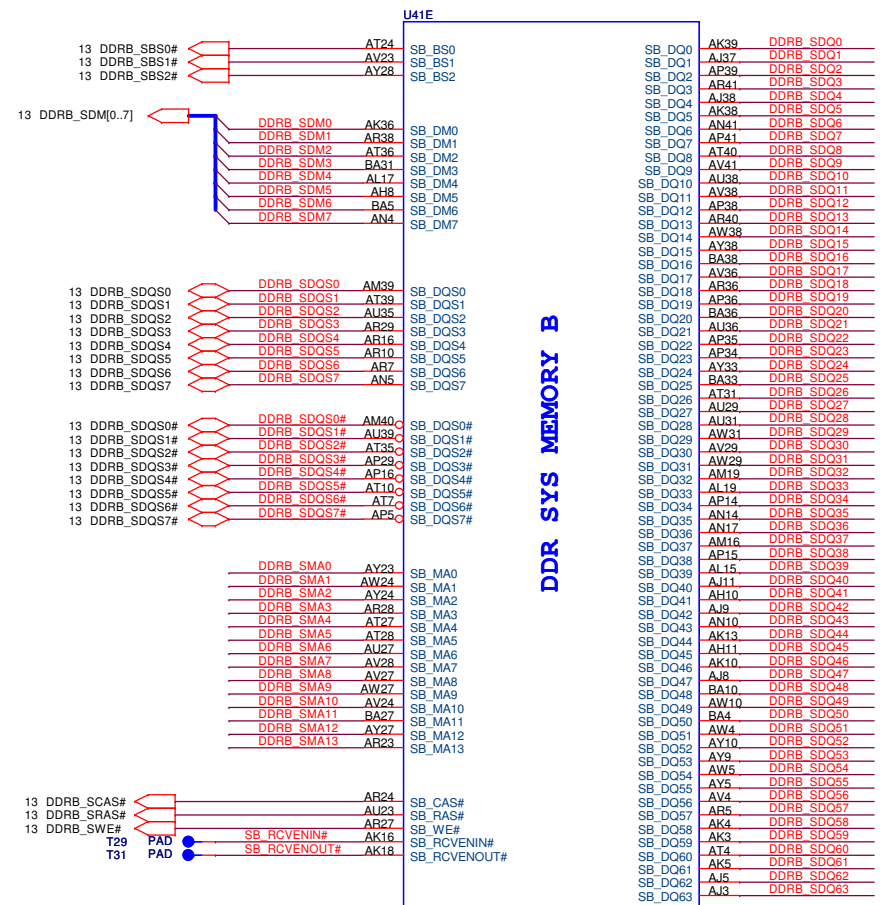 U41E
13 DDRB_SBS0# AT24 SB_BS0
13 DDRB_SBS1# AV23 SB_BS1
13 DDRB_SBS2# AY28 SB_BS2
13 DDRB_SDM[0..7]
DDRB_SDM0 AK36 SB_DM0
DDRB_SDM1 AR38 SB_DM1
DDRB_SDM2 AT36 SB_DM2
DDRB_SDM3 BA31 SB_DM3
DDRB_SDM4 AL17 SB_DM4
DDRB_SDM5 AH8 SB_DM5
DDRB_SDM6 BA5 SB_DM6
DDRB_SDM7 AN4 SB_DM7
13 DDRB_SDQS0 DDRB_SDQS0 AM39 SB_DQS0
13 DDRB_SDQS1 DDRB_SDQS1 AT39 SB_DQS1
13 DDRB_SDQS2 DDRB_SDQS2 AU35 SB_DQS2
13 DDRB_SDQS3 DDRB_SDQS3 AR29 SB_DQS3
13 DDRB_SDQS4 DDRB_SDQS4 AR16 SB_DQS4
13 DDRB_SDQS5 DDRB_SDQS5 AR10 SB_DQS5
13 DDRB_SDQS6 DDRB_SDQS6 AR7 SB_DQS6
13 DDRB_SDQS7 DDRB_SDQS7 AN5 SB_DQS7
13 DDRB_SDQS0# DDRB_SDQS0# AM40 SB_DQS0#
13 DDRB_SDQS1# DDRB_SDQS1# AU39 SB_DQS1#
13 DDRB_SDQS2# DDRB_SDQS2# AT35 SB_DQS2#
13 DDRB_SDQS3# DDRB_SDQS3# AP29 SB_DQS3#
13 DDRB_SDQS4# DDRB_SDQS4# AP16 SB_DQS4#
13 DDRB_SDQS5# DDRB_SDQS5# AT10 SB_DQS5#
13 DDRB_SDQS6# DDRB_SDQS6# AT7 SB_DQS6#
13 DDRB_SDQS7# DDRB_SDQS7# AP5 SB_DQS7#
DDRB_SMA0 AY23 SB_MA0
DDRB_SMA1 AW24 SB_MA1
DDRB_SMA2 AY24 SB_MA2
DDRB_SMA3 AR28 SB_MA3
DDRB_SMA4 AT27 SB_MA4
DDRB_SMA5 AT28 SB_MA5
DDRB_SMA6 AU27 SB_MA6
DDRB_SMA7 AV28 SB_MA7
DDRB_SMA8 AV27 SB_MA8
DDRB_SMA9 AW27 SB_MA9
DDRB_SMA10 AV24 SB_MA10
DDRB_SMA11 BA27 SB_MA11
DDRB_SMA12 AY27 SB_MA12
DDRB_SMA13 AR23 SB_MA13
13 DDRB_SCAS# AR24 SB_CAS#
13 DDRB_SRAS# AU23 SB_RAS#
13 DDRB_SWE# AR27 SB_WE#
T29 PAD SB_RCVENIN# AK16 SB_RCVENIN#
T31 PAD SB_RCVENOUT# AK18 SB_RCVENOUT#
DDR SYS MEMORY B
SB_DQ0 AK39 DDRB_SDQ0
SB_DQ1 AJ37 DDRB_SDQ1
SB_DQ2 AP39 DDRB_SDQ2
SB_DQ3 AR41 DDRB_SDQ3
SB_DQ4 AJ38 DDRB_SDQ4
SB_DQ5 AK38 DDRB_SDQ5
SB_DQ6 AN41 DDRB_SDQ6
SB_DQ7 AP41 DDRB_SDQ7
SB_DQ8 AT40 DDRB_SDQ8
SB_DQ9 AV41 DDRB_SDQ9
SB_DQ10 AU38 DDRB_SDQ10
SB_DQ11 AV38 DDRB_SDQ11
SB_DQ12 AP38 DDRB_SDQ12
SB_DQ13 AR40 DDRB_SDQ13
SB_DQ14 AW38 DDRB_SDQ14
SB_DQ15 AY38 DDRB_SDQ15
SB_DQ16 BA38 DDRB_SDQ16
SB_DQ17 AV36 DDRB_SDQ17
SB_DQ18 AR36 DDRB_SDQ18
SB_DQ19 AP36 DDRB_SDQ19
SB_DQ20 BA36 DDRB_SDQ20
SB_DQ21 AU36 DDRB_SDQ21
SB_DQ22 AP35 DDRB_SDQ22
SB_DQ23 AP34 DDRB_SDQ23
SB_DQ24 AY33 DDRB_SDQ24
SB_DQ25 BA33 DDRB_SDQ25
SB_DQ26 AT31 DDRB_SDQ26
SB_DQ27 AU29 DDRB_SDQ27
SB_DQ28 AU31 DDRB_SDQ28
SB_DQ29 AW31 DDRB_SDQ29
SB_DQ30 AV29 DDRB_SDQ30
SB_DQ31 AW29 DDRB_SDQ31
SB_DQ32 AM19 DDRB_SDQ32
SB_DQ33 AL19 DDRB_SDQ33
SB_DQ34 AP14 DDRB_SDQ34
SB_DQ35 AN14 DDRB_SDQ35
SB_DQ36 AN17 DDRB_SDQ36
SB_DQ37 AM16 DDRB_SDQ37
SB_DQ38 AP15 DDRB_SDQ38
SB_DQ39 AL15 DDRB_SDQ39
SB_DQ40 AJ11 DDRB_SDQ40
SB_DQ41 AH10 DDRB_SDQ41
SB_DQ42 AJ9 DDRB_SDQ42
SB_DQ43 AN10 DDRB_SDQ43
SB_DQ44 AK13 DDRB_SDQ44
SB_DQ45 AH11 DDRB_SDQ45
SB_DQ46 AK10 DDRB_SDQ46
SB_DQ47 AJ8 DDRB_SDQ47
SB_DQ48 BA10 DDRB_SDQ48
SB_DQ49 AW10 DDRB_SDQ49
SB_DQ50 BA4 DDRB_SDQ50
SB_DQ51 AW4 DDRB_SDQ51
SB_DQ52 AY10 DDRB_SDQ52
SB_DQ53 AY9 DDRB_SDQ53
SB_DQ54 AW5 DDRB_SDQ54
SB_DQ55 AY5 DDRB_SDQ55
SB_DQ56 AV4 DDRB_SDQ56
SB_DQ57 AR5 DDRB_SDQ57
SB_DQ58 AK4 DDRB_SDQ58
SB_DQ59 AK3 DDRB_SDQ59
SB_DQ60 AT4 DDRB_SDQ60
SB_DQ61 AK5 DDRB_SDQ61
SB_DQ62 AJ5 DDRB_SDQ62
SB_DQ63 AJ3 DDRB_SDQ63